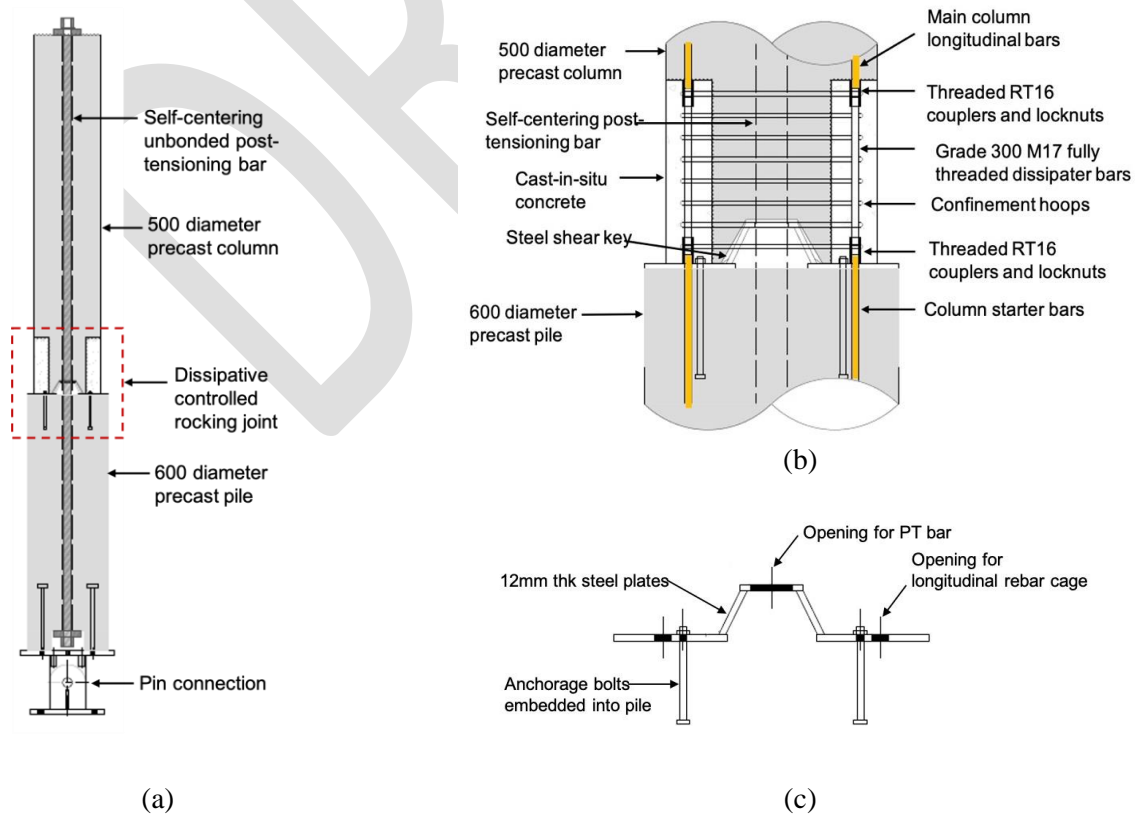 DR
Self-centering
unbonded post-
tensioning bar
500 diameter
precast column
Dissipative
controlled
rocking joint
600 diameter
precast pile
Pin connection
(a)
500 diameter
precast column
Self-centering post-
tensioning bar
Cast-in-situ
concrete
Steel shear key
600 diameter
precast pile
Main column
longitudinal bars
Threaded RT16
couplers and locknuts
Grade 300 M17 fully
threaded dissipater bars
Confinement hoops
Threaded RT16
couplers and locknuts
Column starter bars
(b)
Opening for PT bar
Opening for
longitudinal rebar cage
12mm thk steel plates
Anchorage bolts
embedded into pile
(c)